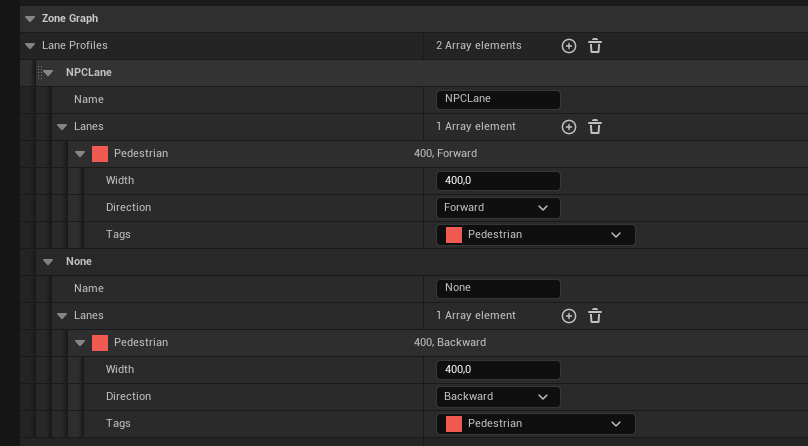 Zone Graph
Lane Profiles 2 Array elements
NPCLane
Name NPCLane
Lanes 1 Array element
Pedestrian 400, Forward
Width 400,0
Direction Forward
Tags Pedestrian
None
Name None
Lanes 1 Array element
Pedestrian 400, Backward
Width 400,0
Direction Backward
Tags Pedestrian